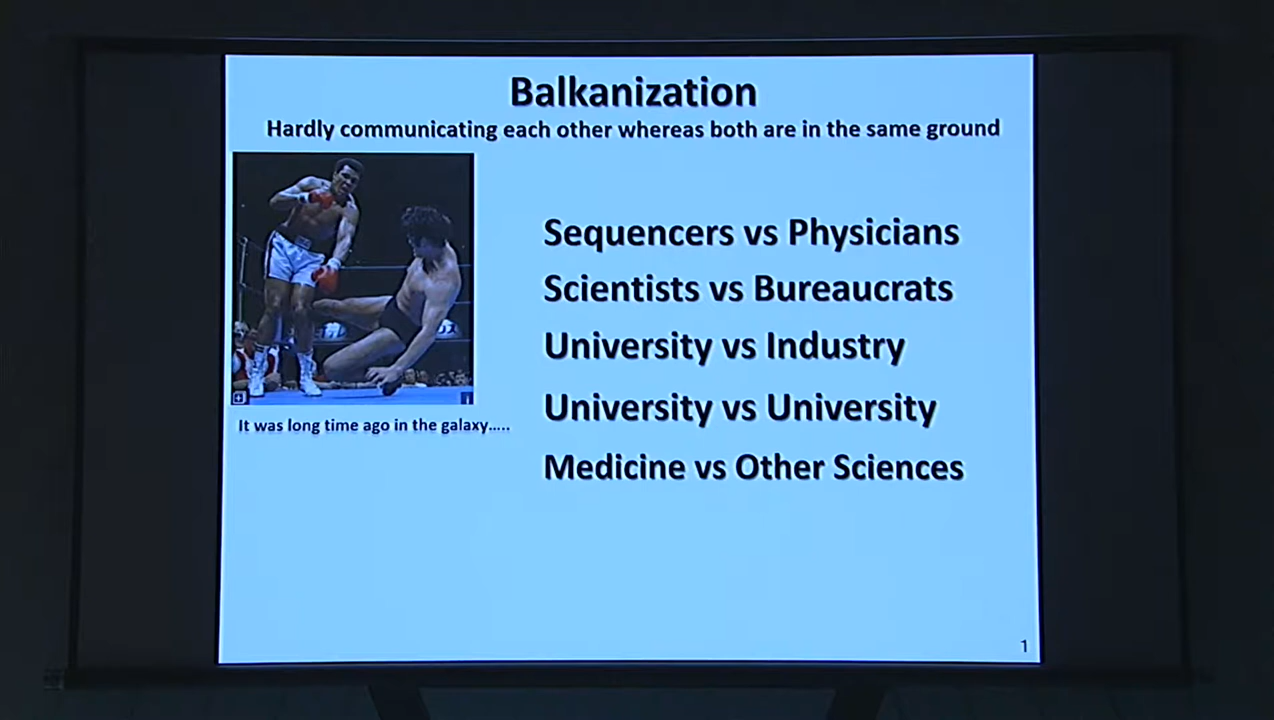 Balkanization
Hardly communicating each other whereas both are in the same ground
Sequencers vs Physicians
Scientists vs Bureaucrats
University vs Industry
University vs University
Medicine vs Other Sciences
It was long time ago in the galaxy.....
1